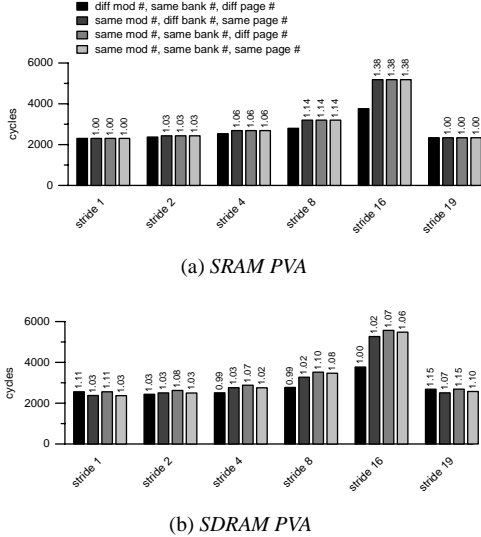 diff mod #, same bank #, diff page #
same mod #, diff bank #, same page #
same mod #, same bank #, diff page #
same mod #, same bank #, same page #
6000
4000
2000
0
cycles
1.00 1.00 1.00
1.03 1.03 1.03
1.06 1.06 1.06
1.14 1.14 1.14
1.38 1.38 1.38
1.00 1.00 1.00
stride 1 stride 2 stride 4 stride 8 stride 16 stride 19
(a) SRAM PVA
6000
4000
2000
0
cycles
1.11 1.03 1.11 1.03
1.03 1.03 1.08 1.03
0.99 1.03 1.07 1.02
0.99 1.02 1.10 1.08
1.00 1.02 1.07 1.06
1.15 1.07 1.15 1.10
stride 1 stride 2 stride 4 stride 8 stride 16 stride 19
(b) SDRAM PVA